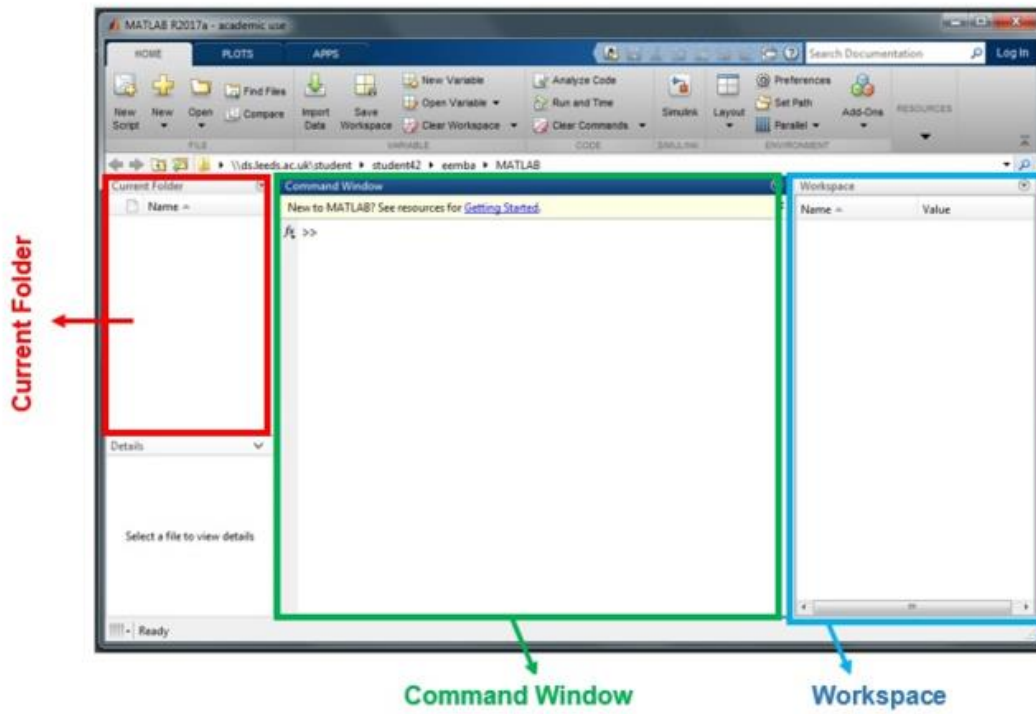 MATLAB R2017a - academic use
HOME PLOTS APPS Search Documentation Log In
New Script
New
Open
Find Files
Compare
Import Data
Save Workspace
New Variable
Open Variable
Clear Workspace
Analyze Code
Run and Time
Clear Commands
Simulink
Layout
Preferences
Set Path
Parallel
Add-Ons
RESOURCES
FILE VARIABLE CODE SIMULINK ENVIRONMENT
\\ds.leeds.ac.uk\student student42 eemba MATLAB
Current Folder
Name
Command Window
New to MATLAB? See resources for Getting Started.
fx >>
Workspace
Name Value
Details
Select a file to view details
Ready
Current Folder
Command Window
Workspace